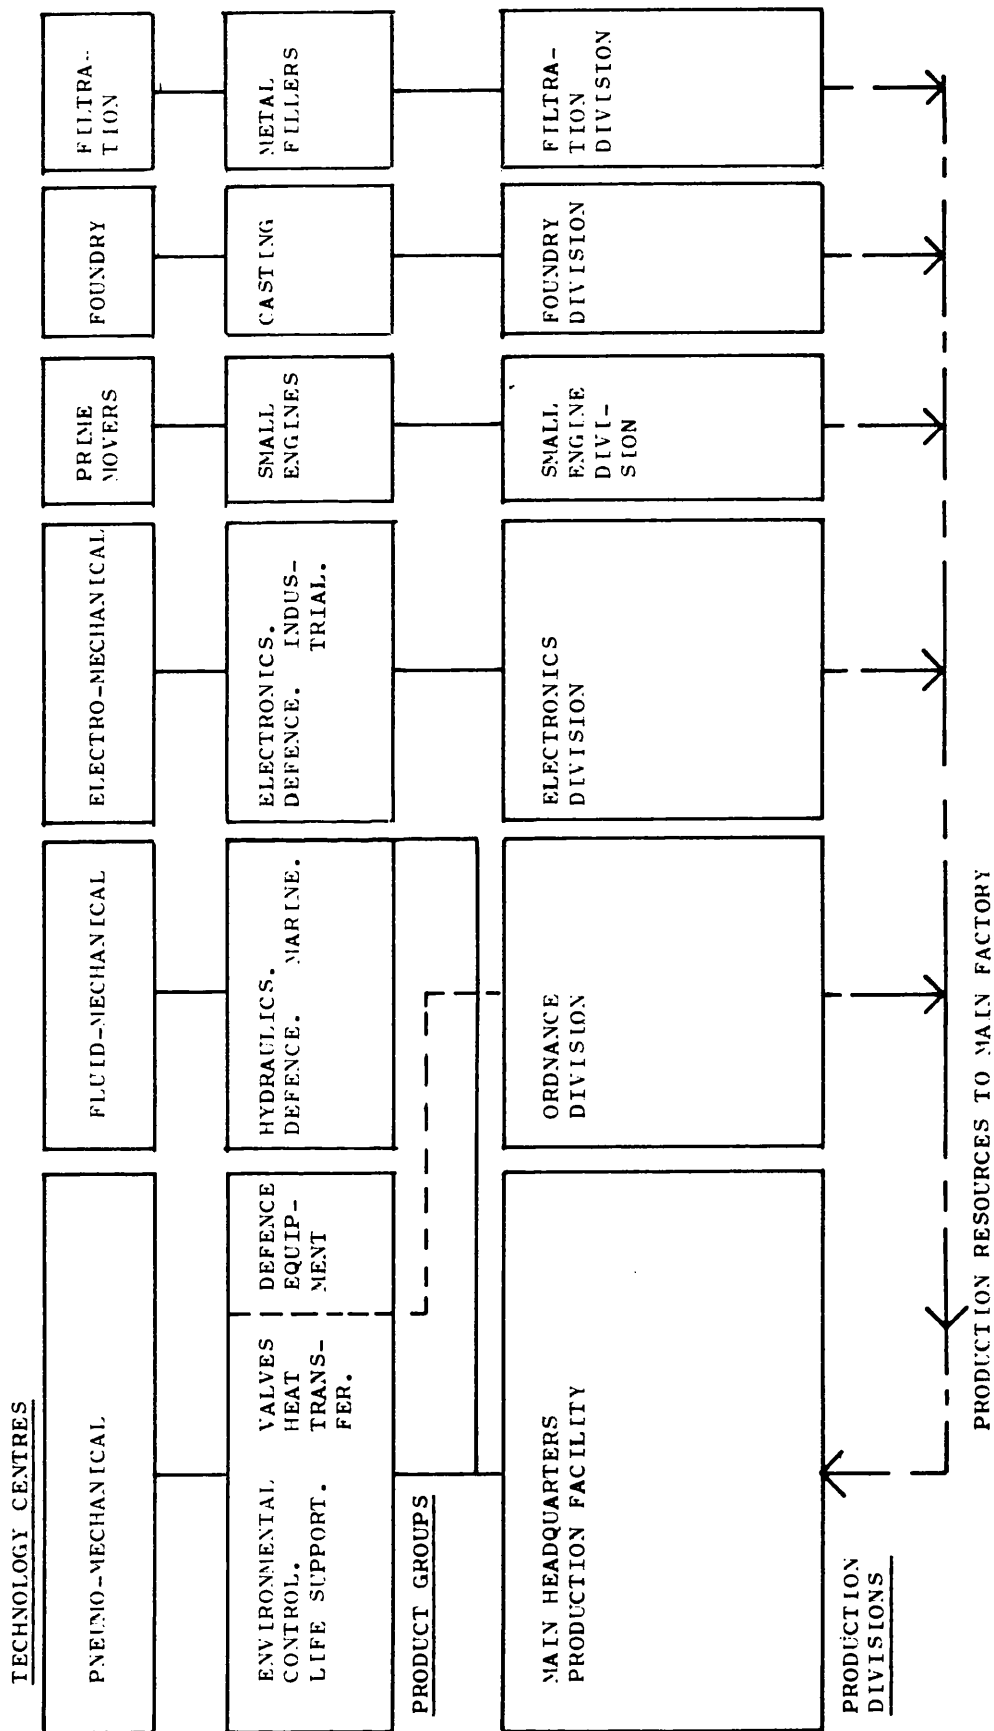 TECHNOLOGY CENTRES
PNEUMO-MECHANICAL
FLUID-MECHANICAL
ELECTRO-MECHANICAL
PRIME
MOVERS
FOUNDRY
FILTRA-
TION
ENVIRONMENTAL
CONTROL.
LIFE SUPPORT.
VALVES
HEAT
TRANS-
FER.
DEFENCE
EQUIP-
MENT
HYDRAULICS.
DEFENCE. MARINE.
ELECTRONICS.
DEFENCE. INDUS-
TRIAL.
SMALL
ENGINES
CASTING
METAL
FILLERS
PRODUCT GROUPS
MAIN HEADQUARTERS
PRODUCTION FACILITY
ORDNANCE
DIVISION
ELECTRONICS
DIVISION
SMALL
ENGINE
DIVI-
SION
FOUNDRY
DIVISION
FILTRA-
TION
DIVISION
PRODUCTION
DIVISIONS
PRODUCTION RESOURCES TO MAIN FACTORY